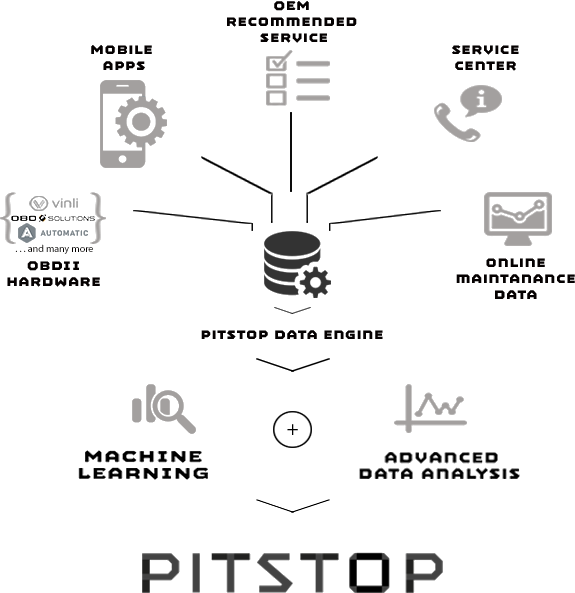 OEM
RECOMMENDED
SERVICE
MOBILE
APPS
SERVICE
CENTER
i
vinli
OBD SOLUTIONS
A AUTOMATIC
... and many more
OBDII
HARDWARE
ONLINE
MAINTANANCE
DATA
PITSTOP DATA ENGINE
+
MACHINE
LEARNING
ADVANCED
DATA ANALYSIS
PITSTOP